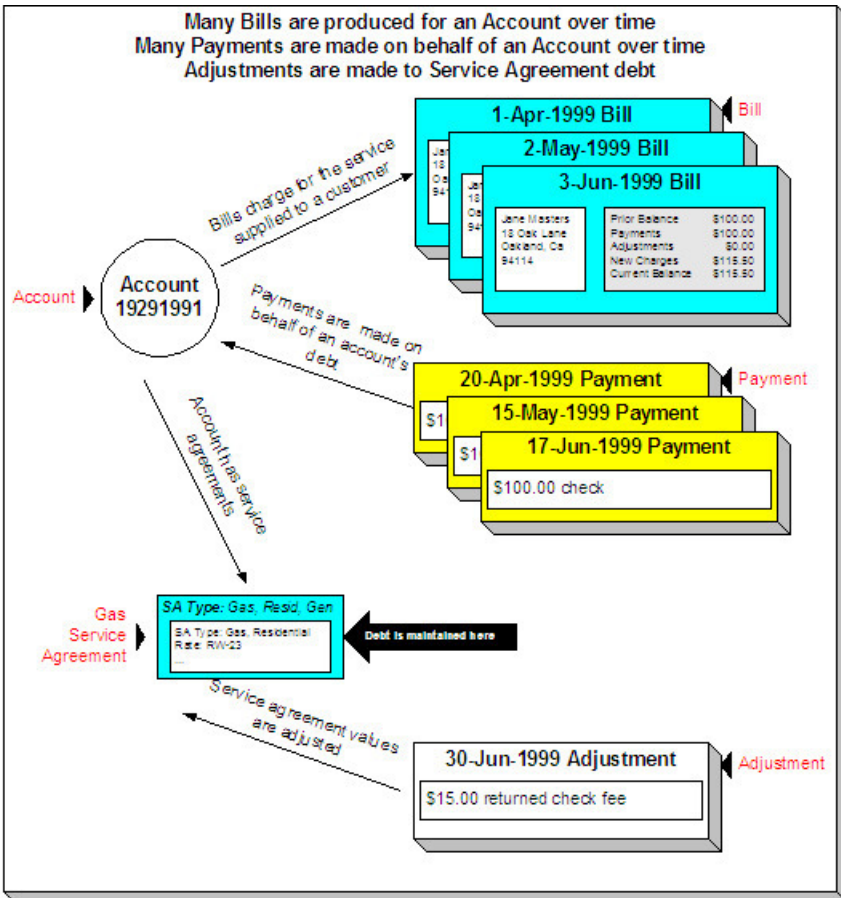 Many Bills are produced for an Account over time
Many Payments are made on behalf of an Account over time
Adjustments are made to Service Agreement debt
1-Apr-1999 Bill
Bill
2-May-1999 Bill
3-Jun-1999 Bill
Jane Masters
18 Oak Lane
Oakland, Ca
94114
Prior Balance $100.00
Payments $100.00
Adjustments $0.00
New Charges $115.50
Current Balance $115.50
Bills charge for the service
supplied to a customer
Account
Account
19291991
Payments are made on
behalf of an account's
debt
20-Apr-1999 Payment
Payment
15-May-1999 Payment
17-Jun-1999 Payment
$100.00 check
Account has service
agreements
Gas
Service
Agreement
SA Type: Gas, Resid, Gen
SA Type: Gas, Residential
Rate: RW-23
...
Debt is maintained here
Service agreement values
are adjusted
30-Jun-1999 Adjustment
Adjustment
$15.00 returned check fee